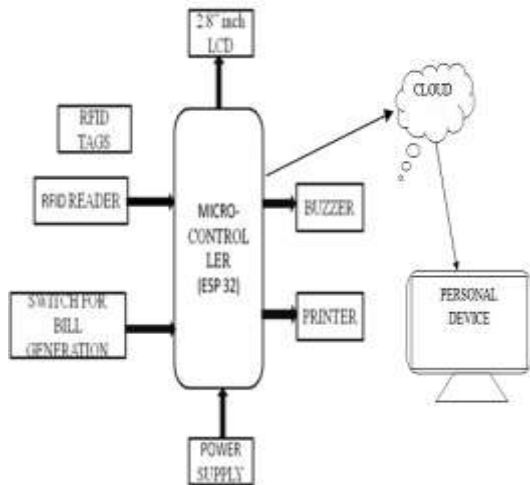 2.8" inch
LCD
CLOUD
RFID
TAGS
RFID READER
MICRO-
CONTROL
LER
(ESP 32)
BUZZER
SWITCH FOR
BILL
GENERATION
PRINTER
PERSONAL
DEVICE
POWER
SUPPLY